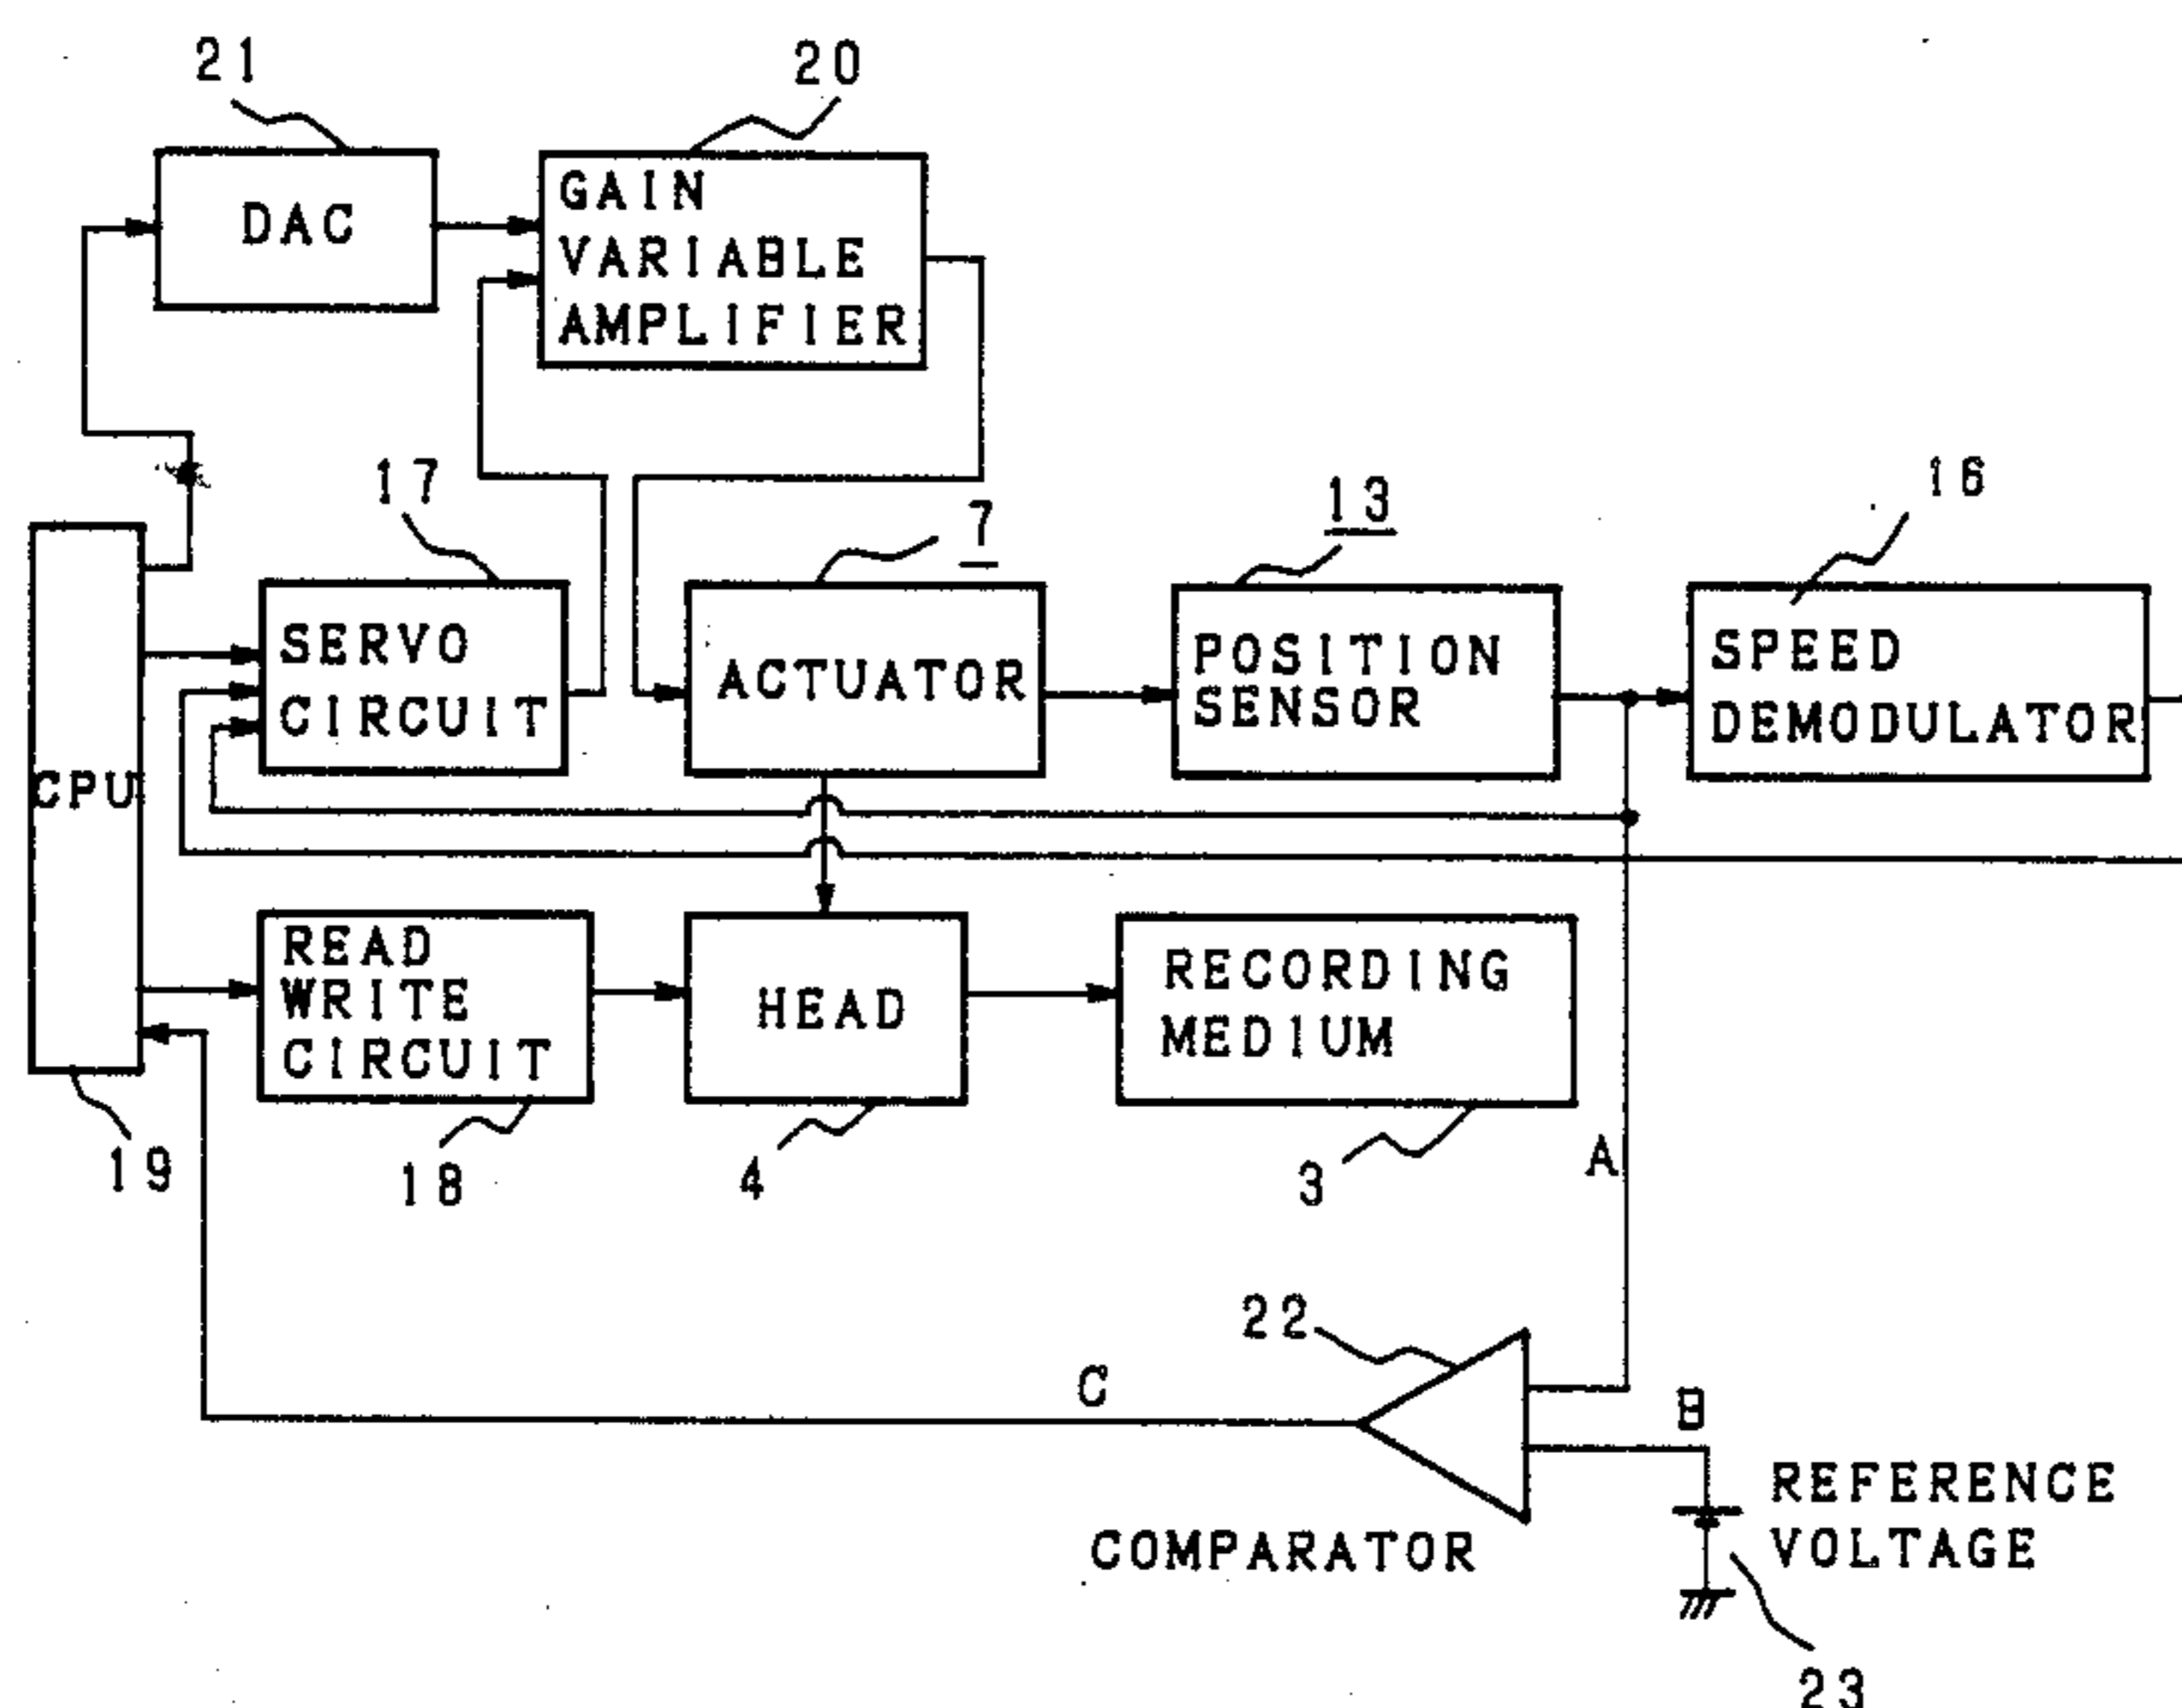 21
20
DAC
GAIN
VARIABLE
AMPLIFIER
17
7
13
16
SERVO
CIRCUIT
ACTUATOR
POSITION
SENSOR
SPEED
DEMODULATOR
CPU
READ
WRITE
CIRCUIT
HEAD
RECORDING
MEDIUM
19
18
4
3
A
22
C
B
REFERENCE
VOLTAGE
COMPARATOR
23